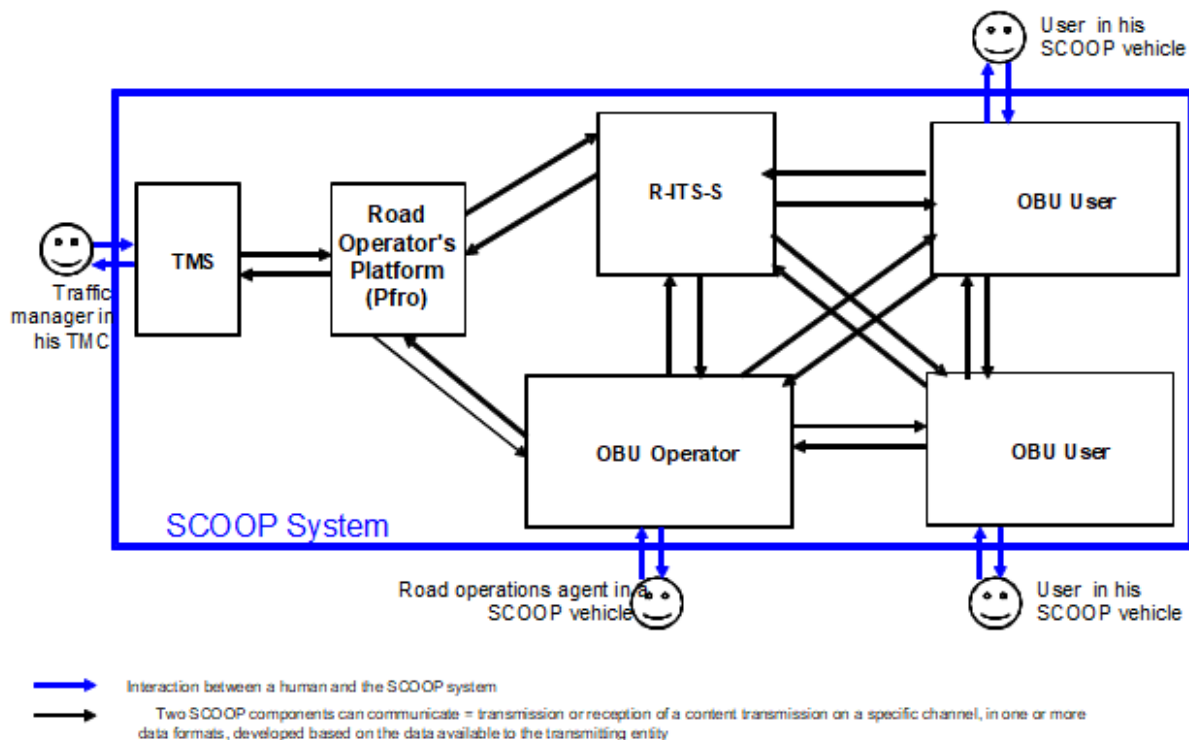 User in his
SCOOP vehicle
R-ITS-S
OBU User
Road
Operator's
Platform
(Pfro)
TMS
Traffic
manager in
his TMC
OBU Operator
OBU User
SCOOP System
Road operations agent in a
SCOOP vehicle
User in his
SCOOP vehicle
Interaction between a human and the SCOOP system
Two SCOOP components can communicate = transmission or reception of a content transmission on a specific channel, in one or more
data formats, developed based on the data available to the transmitting entity